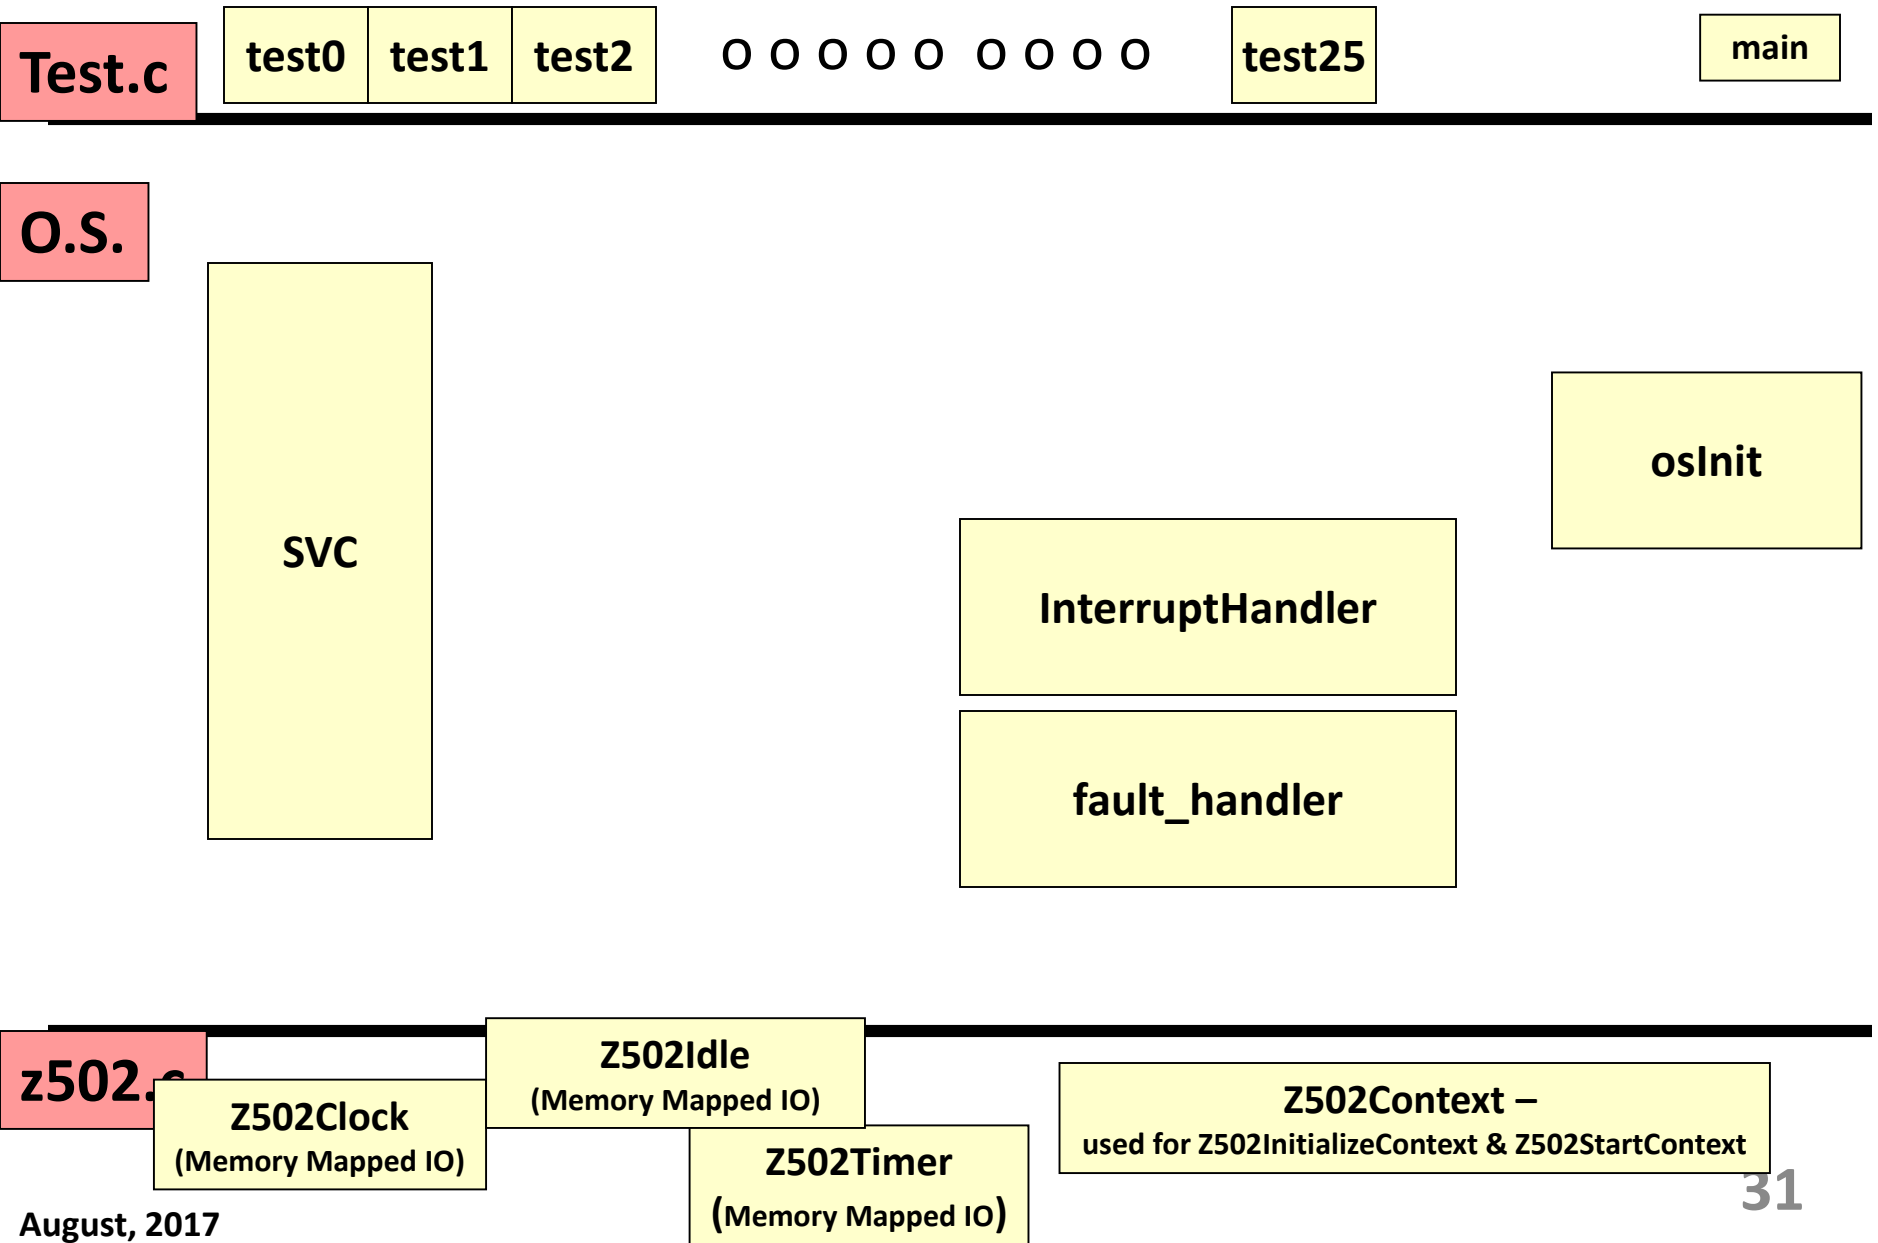 Test.c
test0 test1 test2 O O O O O O O O O test25
main
O.S.
SVC
osInit
InterruptHandler
fault_handler
z502.c
Z502Idle
(Memory Mapped IO)
Z502Clock
(Memory Mapped IO)
Z502Timer
(Memory Mapped IO)
Z502Context –
used for Z502InitializeContext & Z502StartContext
31
August, 2017